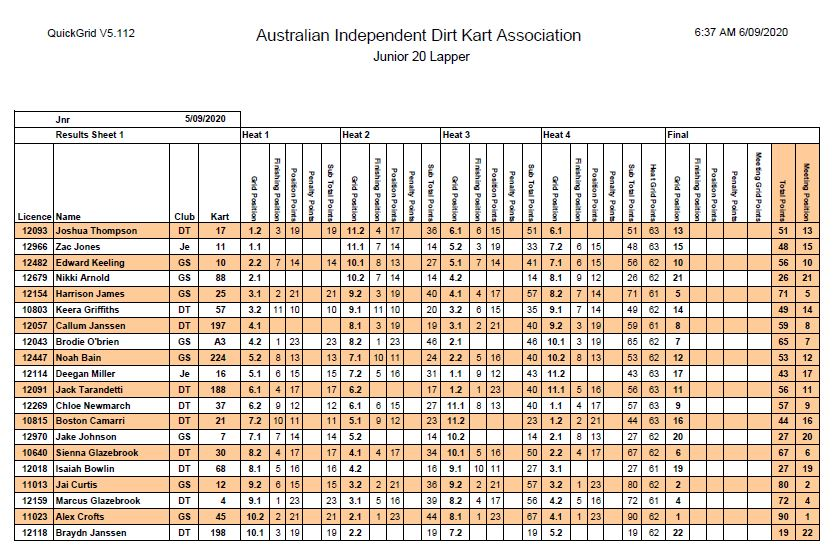 QuickGrid V5.112
Australian Independent Dirt Kart Association
6:37 AM 6/09/2020
Junior 20 Lapper
Jnr 5/09/2020
Results Sheet 1 Heat 1 Heat 2 Heat 3 Heat 4 Final
Licence Name Club Kart Grid Position Finishing Position Position Points Penalty Points Sub Total Points Grid Position Finishing Position Position Points Penalty Points Sub Total Points Grid Position Finishing Position Position Points Penalty Points Sub Total Points Grid Position Finishing Position Position Points Penalty Points Sub Total Points Heat Grid Points Grid Position Finishing Position Position Points Penalty Points Meeting Grid Points Total Points Meeting Position
12093 Joshua Thompson DT 17 1.2 3 19 19 11.2 4 17 36 6.1 6 15 51 6.1 51 63 13 51 13
12966 Zac Jones Je 11 1.1 11.1 7 14 14 5.2 3 19 33 7.2 6 15 48 63 15 48 15
12482 Edward Keeling GS 10 2.2 7 14 14 10.1 8 13 27 5.1 7 14 41 7.1 6 15 56 62 10 56 10
12679 Nikki Arnold GS 88 2.1 10.2 7 14 14 4.2 14 8.1 9 12 26 62 21 26 21
12154 Harrison James GS 25 3.1 2 21 21 9.2 3 19 40 4.1 4 17 57 8.2 7 14 71 61 5 71 5
10803 Keera Griffiths DT 57 3.2 11 10 10 9.1 11 10 20 3.2 6 15 35 9.1 7 14 49 62 14 49 14
12057 Callum Janssen DT 197 4.1 8.1 3 19 19 3.1 2 21 40 9.2 3 19 59 61 8 59 8
12043 Brodie O'brien GS A3 4.2 1 23 23 8.2 1 23 46 2.1 46 10.1 3 19 65 62 7 65 7
12447 Noah Bain GS 224 5.2 8 13 13 7.1 10 11 24 2.2 5 16 40 10.2 8 13 53 62 12 53 12
12114 Deegan Miller Je 16 5.1 6 15 15 7.2 5 16 31 1.1 9 12 43 11.2 43 63 17 43 17
12091 Jack Tarandetti DT 188 6.1 4 17 17 6.2 17 1.2 1 23 40 11.1 5 16 56 63 11 56 11
12269 Chloe Newmarch DT 37 6.2 9 12 12 6.1 6 15 27 11.1 8 13 40 1.1 4 17 57 63 9 57 9
10815 Boston Camarri DT 21 7.2 10 11 11 5.1 9 12 23 11.2 23 1.2 2 21 44 63 16 44 16
12970 Jake Johnson GS 7 7.1 7 14 14 5.2 14 10.2 14 2.1 8 13 27 62 20 27 20
10640 Sienna Glazebrook DT 30 8.2 4 17 17 4.1 4 17 34 10.1 5 16 50 2.2 4 17 67 62 6 67 6
12018 Isaiah Bowlin DT 68 8.1 5 16 16 4.2 16 9.1 10 11 27 3.1 27 61 19 27 19
11013 Jai Curtis GS 12 9.2 6 15 15 3.2 2 21 36 9.2 2 21 57 3.2 1 23 80 62 2 80 2
12159 Marcus Glazebrook DT 4 9.1 1 23 23 3.1 5 16 39 8.2 4 17 56 4.2 5 16 72 61 4 72 4
11023 Alex Crofts GS 45 10.2 2 21 21 2.1 1 23 44 8.1 1 23 67 4.1 1 23 90 62 1 90 1
12118 Braydn Janssen DT 198 10.1 3 19 19 2.2 19 7.2 19 5.2 19 62 22 19 22